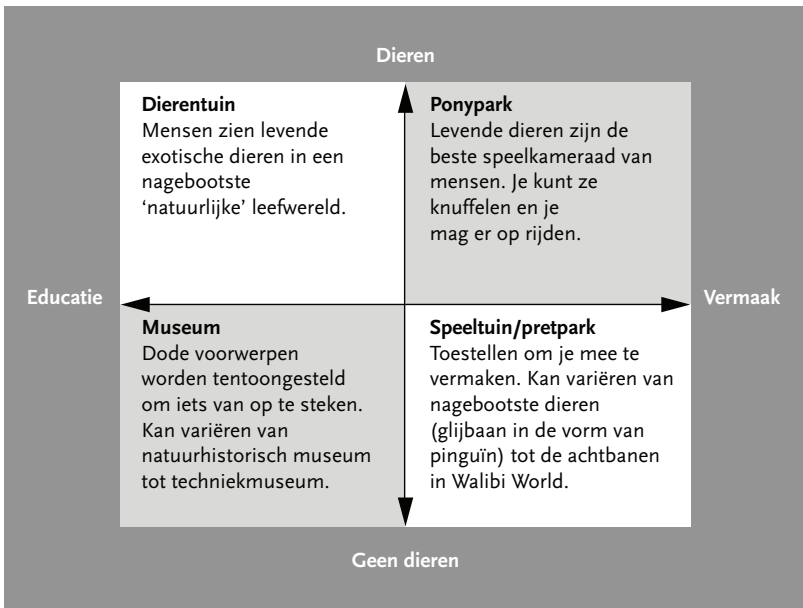 Dieren
Dierentuin
Mensen zien levende
exotische dieren in een
nagebootste
‘natuurlijke’ leefwereld.
Ponypark
Levende dieren zijn de
beste speelkameraad van
mensen. Je kunt ze
knuffelen en je
mag er op rijden.
Educatie
Vermaak
Museum
Dode voorwerpen
worden tentoongesteld
om iets van op te steken.
Kan variëren van
natuurhistorisch museum
tot techniekmuseum.
Speeltuin/pretpark
Toestellen om je mee te
vermaken. Kan variëren van
nagebootste dieren
(glijbaan in de vorm van
pinguïn) tot de achtbanen
in Walibi World.
Geen dieren